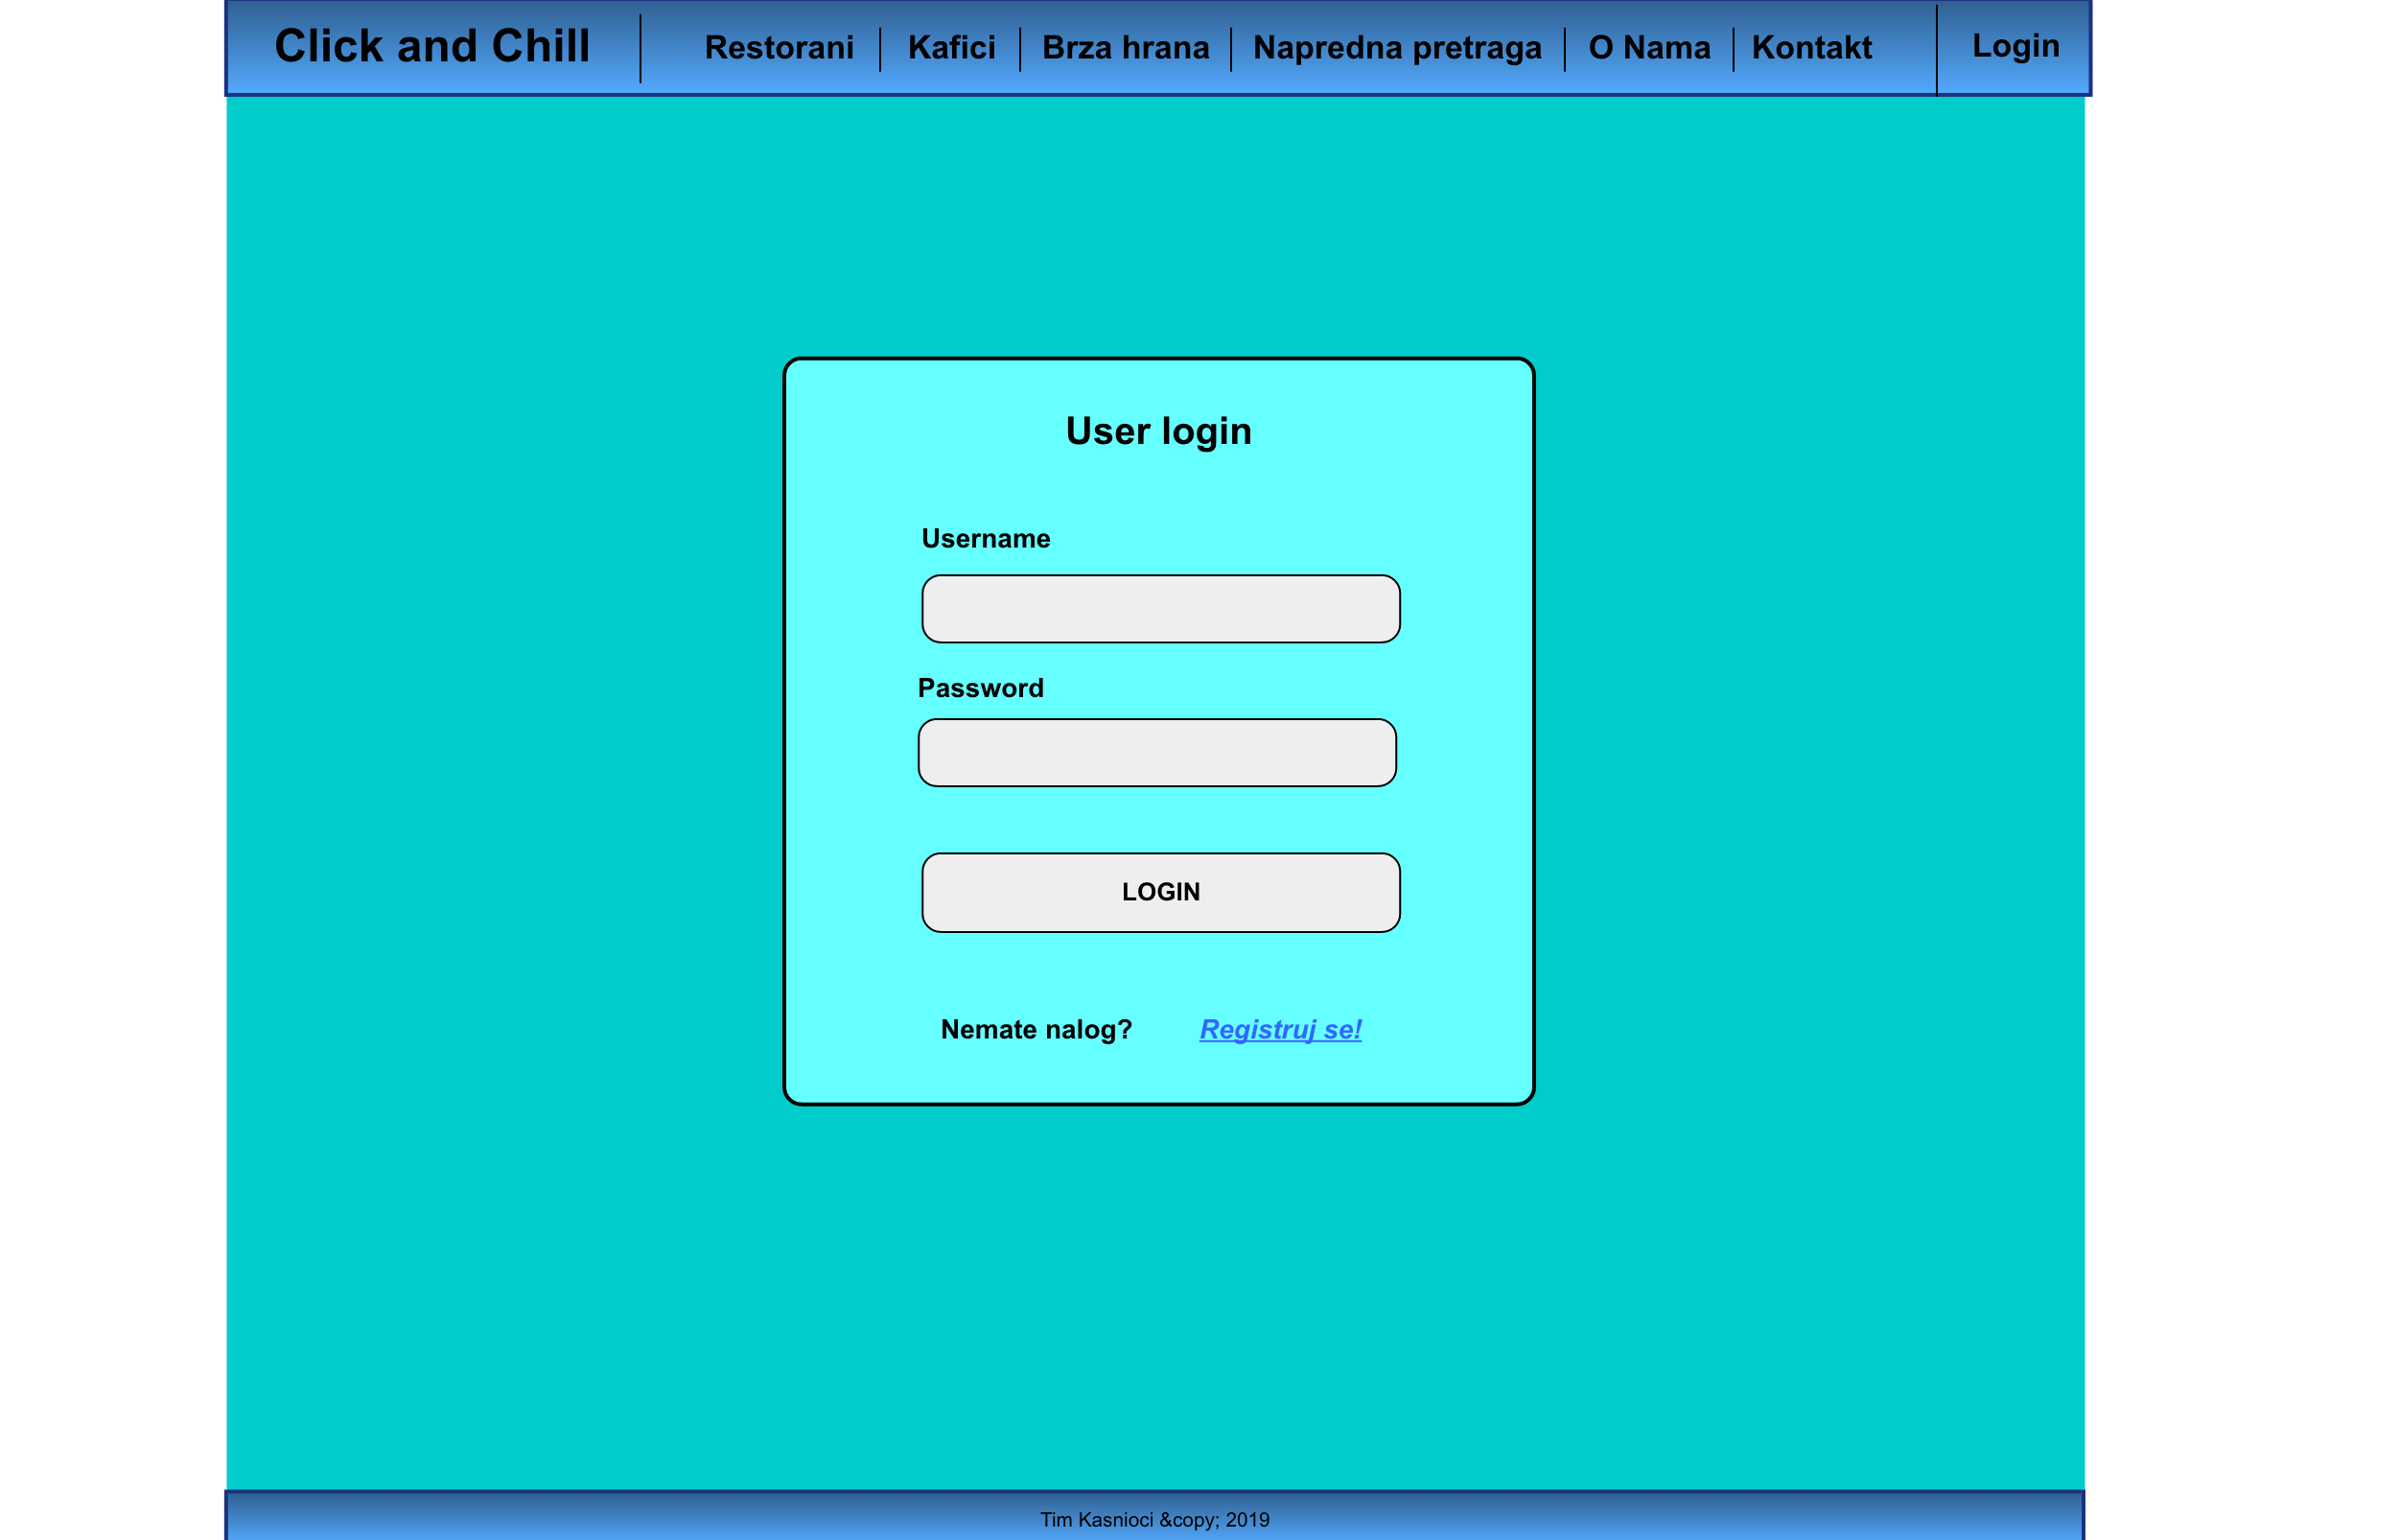 Click and Chill
Restorani
Kafici
Brza hrana
Napredna pretraga
O Nama
Kontakt
Login
User login
Username
Password
LOGIN
Nemate nalog? Registruj se!
Tim Kasnioci &copy; 2019